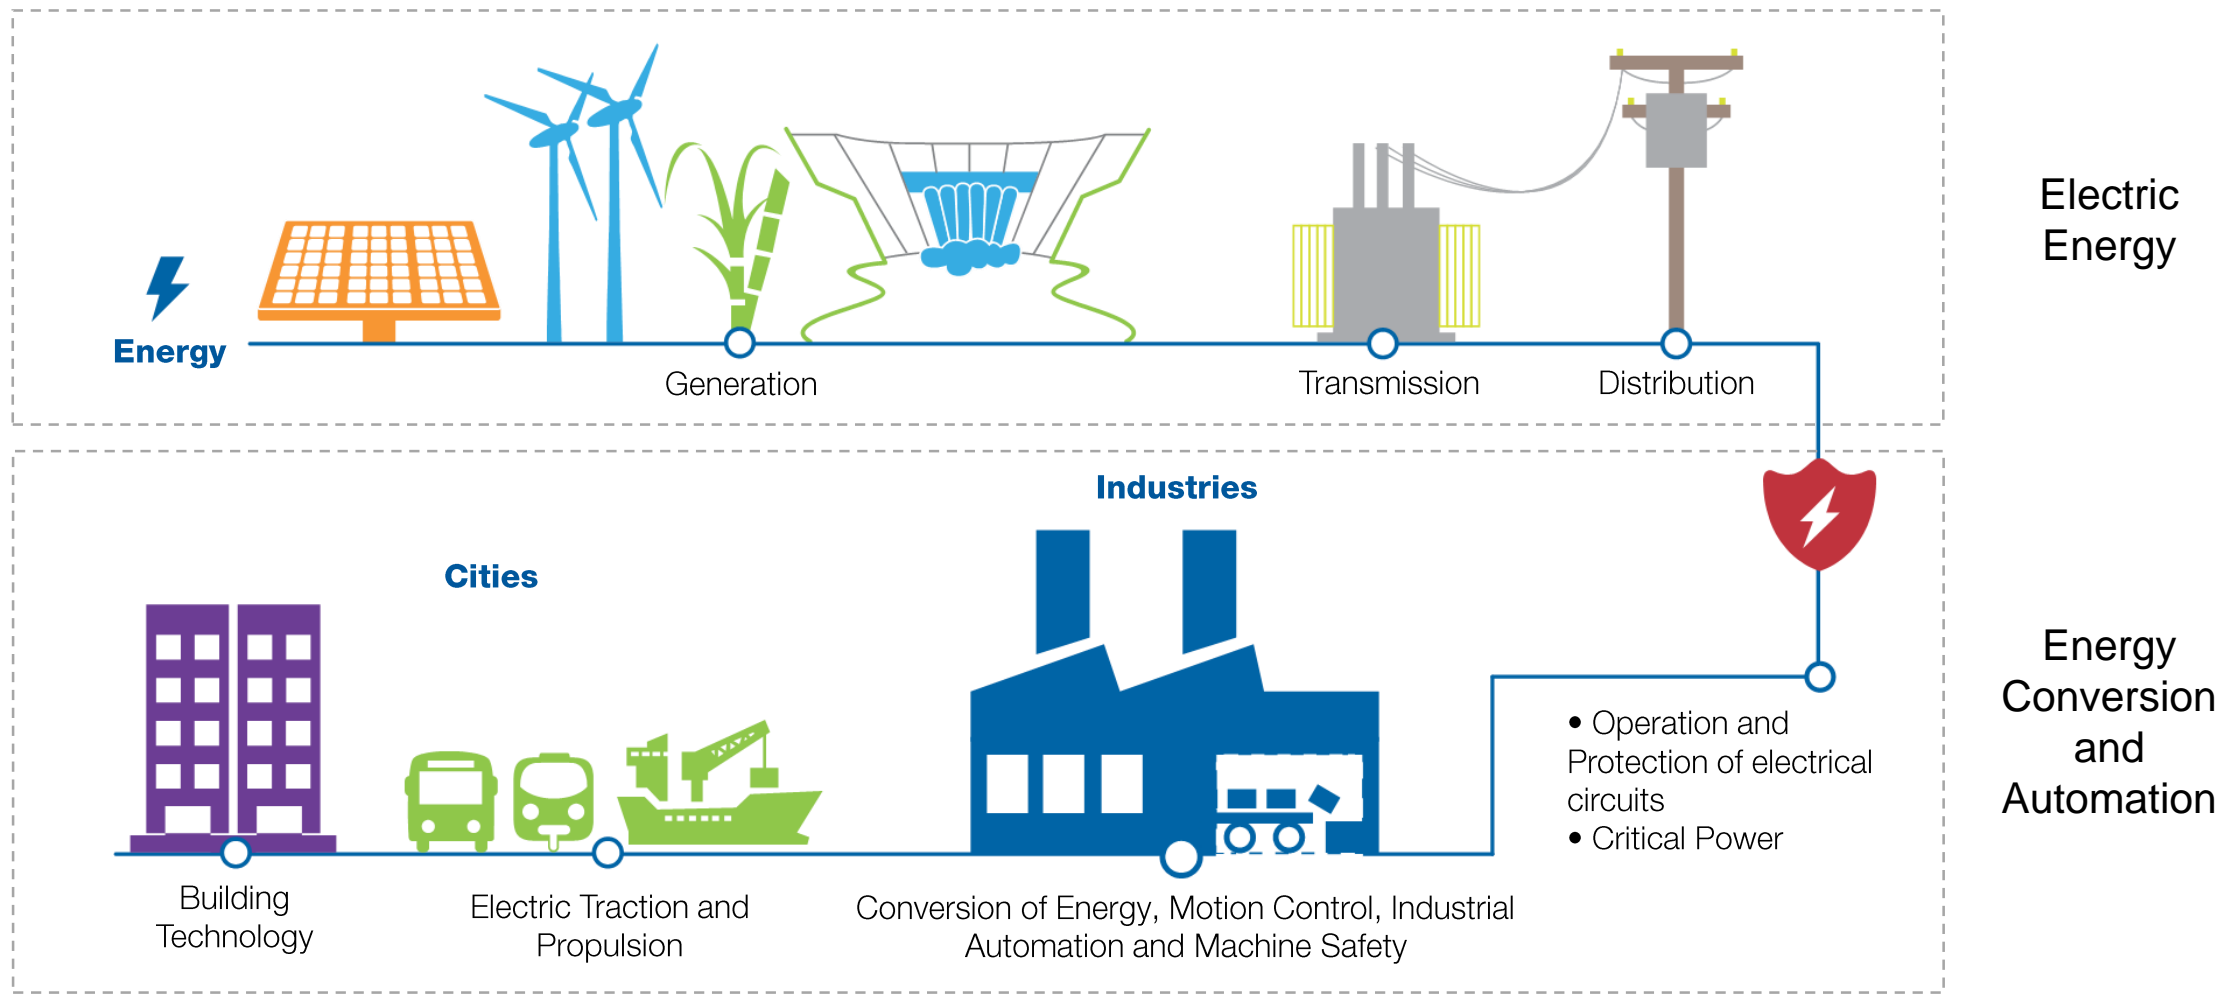 Electric
Energy
Energy
Generation
Transmission
Distribution
Industries
Cities
Energy
Conversion
and
Automation
• Operation and
Protection of electrical
circuits
• Critical Power
Building
Technology
Electric Traction and
Propulsion
Conversion of Energy, Motion Control, Industrial
Automation and Machine Safety